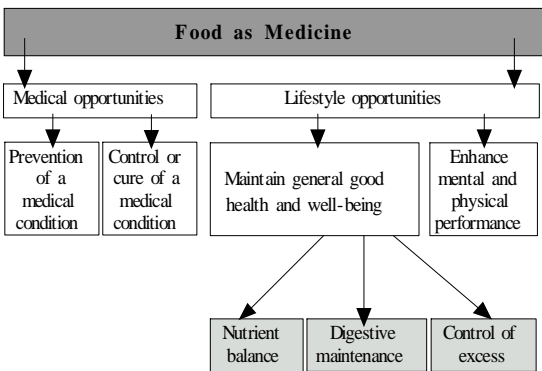 Food as Medicine
Medical opportunities
Lifestyle opportunities
Prevention
of a
medical
condition
Control or
cure of a
medical
condition
Maintain general good
health and well-being
Enhance
mental and
physical
performance
Nutrient
balance
Digestive
maintenance
Control of
excess